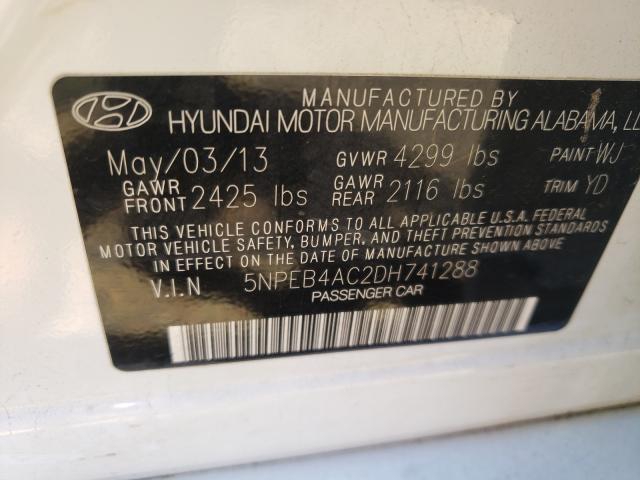 MANUFACTURED BY
HYUNDAI MOTOR MANUFACTURING ALABAMA, LL
May/03/13 GVWR 4299 lbs PAINT WJ
GAWR FRONT 2425 lbs GAWR REAR 2116 lbs TRIM YD
THIS VEHICLE CONFORMS TO ALL APPLICABLE U.S.A. FEDERAL
MOTOR VEHICLE SAFETY, BUMPER, AND THEFT PREVENTION STANDARDS
IN EFFECT ON THE DATE OF MANUFACTURE SHOWN ABOVE
V.I.N 5NPEB4AC2DH741288
PASSENGER CAR